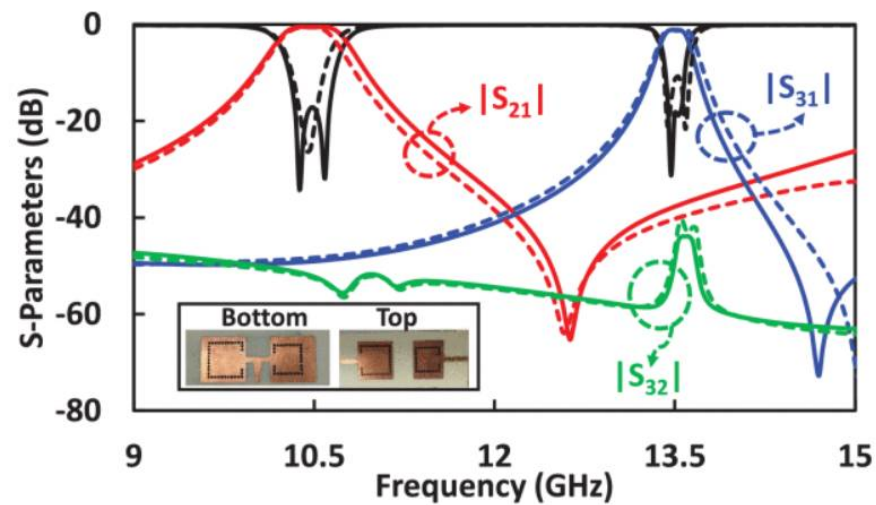 S-Parameters (dB)
0
-20
-40
-60
-80
|S21|
|S31|
|S32|
Bottom
Top
9
10.5
12
13.5
15
Frequency (GHz)